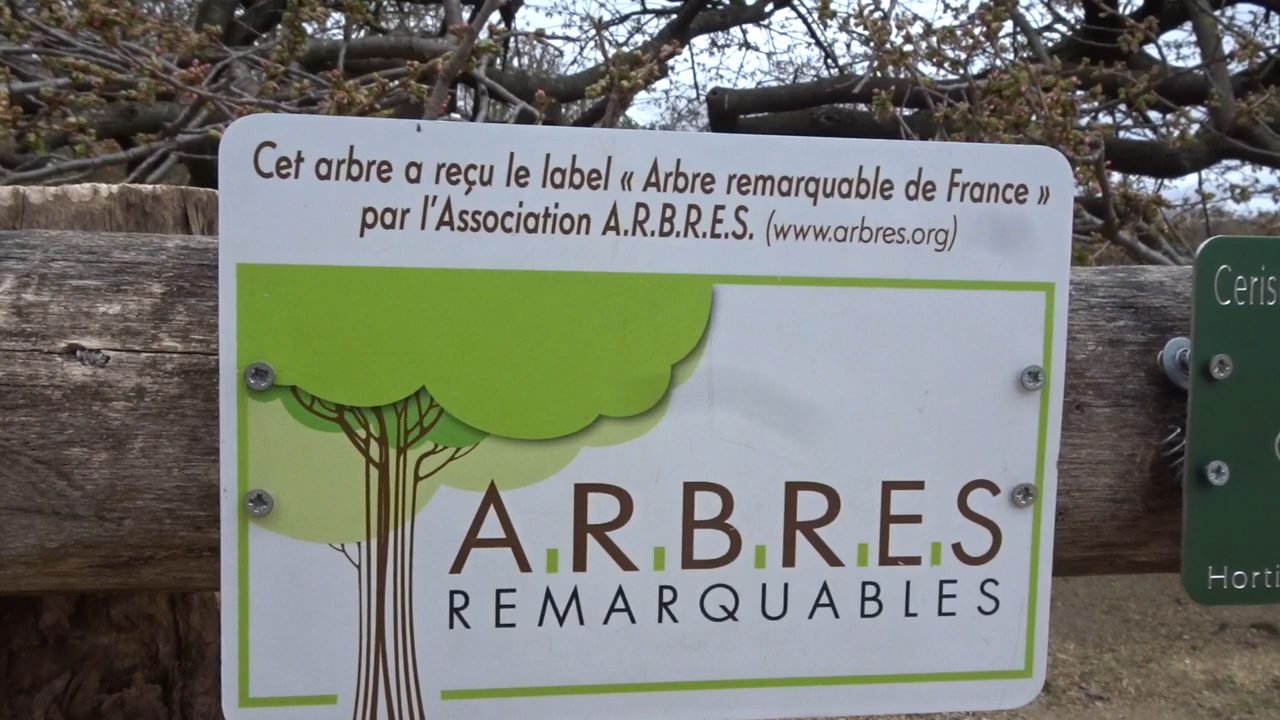 Cet arbre a reçu le label « Arbre remarquable de France »
par l'Association A.R.B.R.E.S. (www.arbres.org)
A.R.B.R.E.S
REMARQUABLES
Ceris
Horti